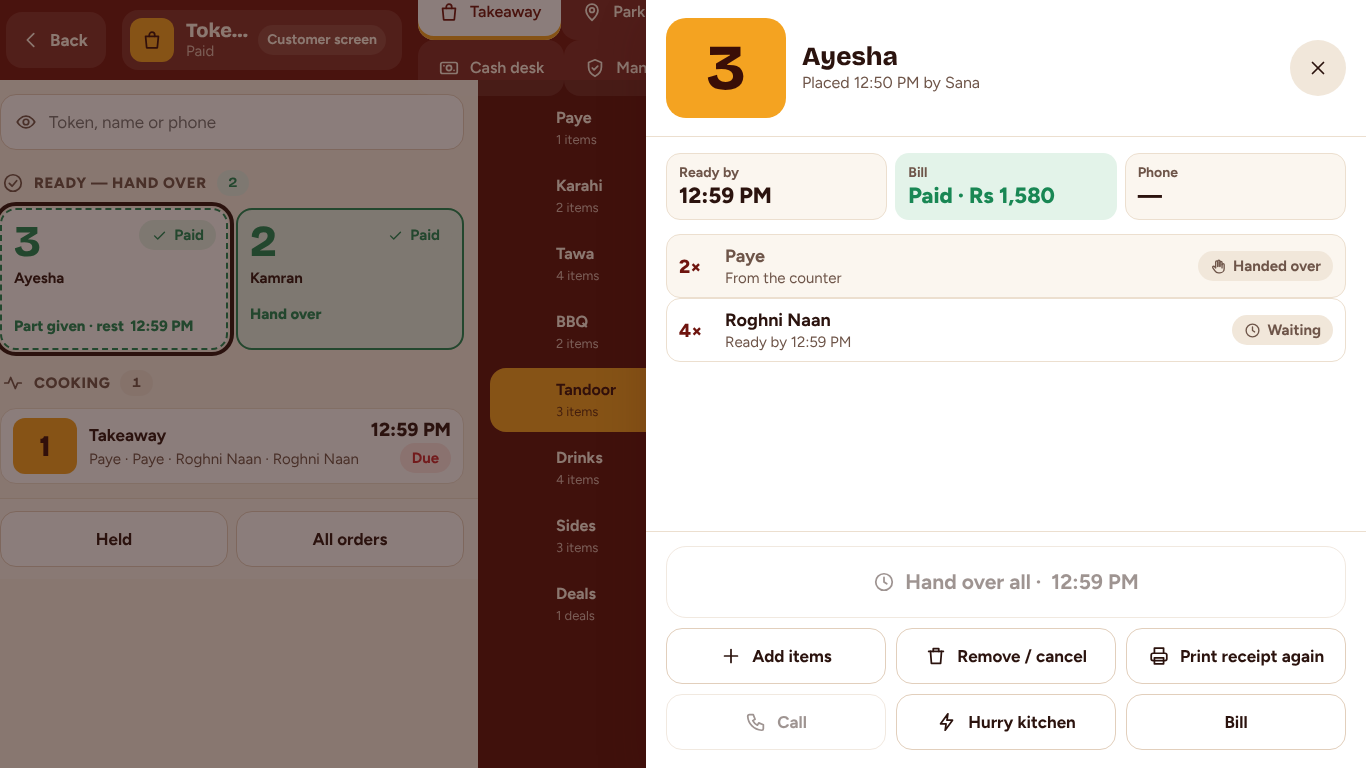 Back
Toke...
Paid
Customer screen
Takeaway
Park
Cash desk
Man
Token, name or phone
READY — HAND OVER 2
3
Paid
Ayesha
Part given · rest 12:59 PM
2
Paid
Kamran
Hand over
COOKING 1
1
Takeaway
Paye · Paye · Roghni Naan · Roghni Naan
12:59 PM
Due
Held
All orders
Paye
1 items
Karahi
2 items
Tawa
4 items
BBQ
2 items
Tandoor
3 items
Drinks
4 items
Sides
3 items
Deals
1 deals
3
Ayesha
Placed 12:50 PM by Sana
Ready by
12:59 PM
Bill
Paid · Rs 1,580
Phone
—
2×
Paye
From the counter
Handed over
4×
Roghni Naan
Ready by 12:59 PM
Waiting
Hand over all · 12:59 PM
Add items
Remove / cancel
Print receipt again
Call
Hurry kitchen
Bill